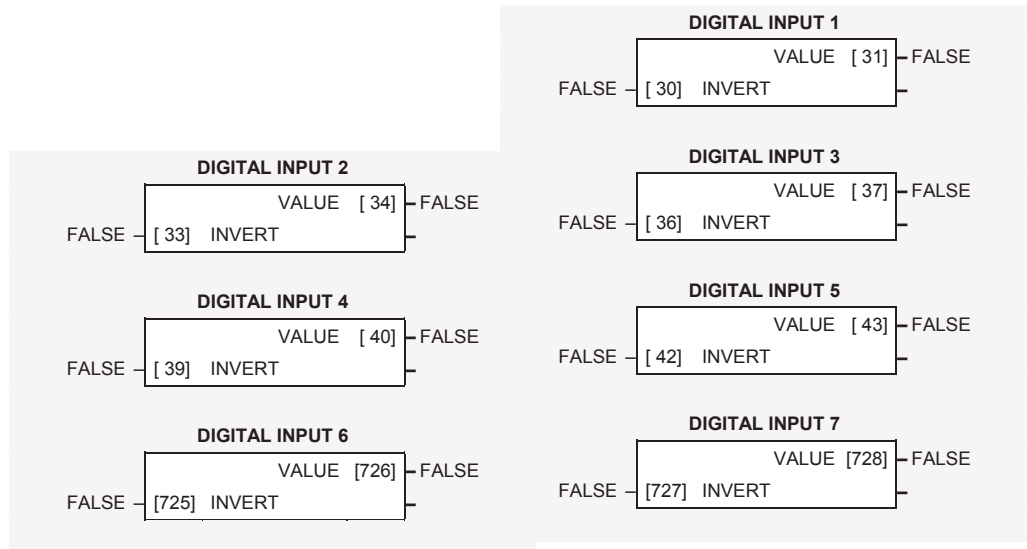 DIGITAL INPUT 1
VALUE [ 31] FALSE
FALSE [ 30] INVERT
DIGITAL INPUT 2
VALUE [ 34] FALSE
FALSE [ 33] INVERT
DIGITAL INPUT 3
VALUE [ 37] FALSE
FALSE [ 36] INVERT
DIGITAL INPUT 4
VALUE [ 40] FALSE
FALSE [ 39] INVERT
DIGITAL INPUT 5
VALUE [ 43] FALSE
FALSE [ 42] INVERT
DIGITAL INPUT 6
VALUE [726] FALSE
FALSE [725] INVERT
DIGITAL INPUT 7
VALUE [728] FALSE
FALSE [727] INVERT